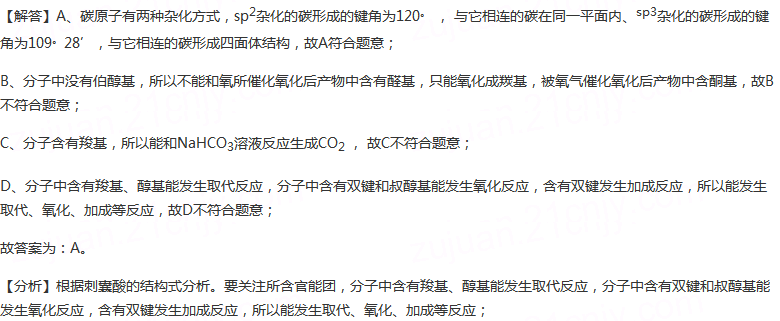 【解答】A、碳原子有两种杂化方式，sp2杂化的碳形成的键角为120° ，与它相连的碳在同一平面内、sp3杂化的碳形成的键
角为109°28′，与它相连的碳形成四面体结构，故A符合题意；
B、分子中没有伯醇基，所以不能和氧所催化氧化后产物中含有醛基，只能氧化成羰基，被氧气催化氧化后产物中含酮基，故B
不符合题意；
C、分子含有羧基，所以能和NaHCO3溶液反应生成CO2 ，故C不符合题意；
D、分子中含有羧基、醇基能发生取代反应，分子中含有双键和叔醇基能发生氧化反应，含有双键发生加成反应，所以能发生
取代、氧化、加成等反应，故D不符合题意；
故答案为：A。
【分析】根据刺囊酸的结构式分析。要关注所含官能团，分子中含有羧基、醇基能发生取代反应，分子中含有双键和叔醇基能
发生氧化反应，含有双键发生加成反应，所以能发生取代、氧化、加成等反应；